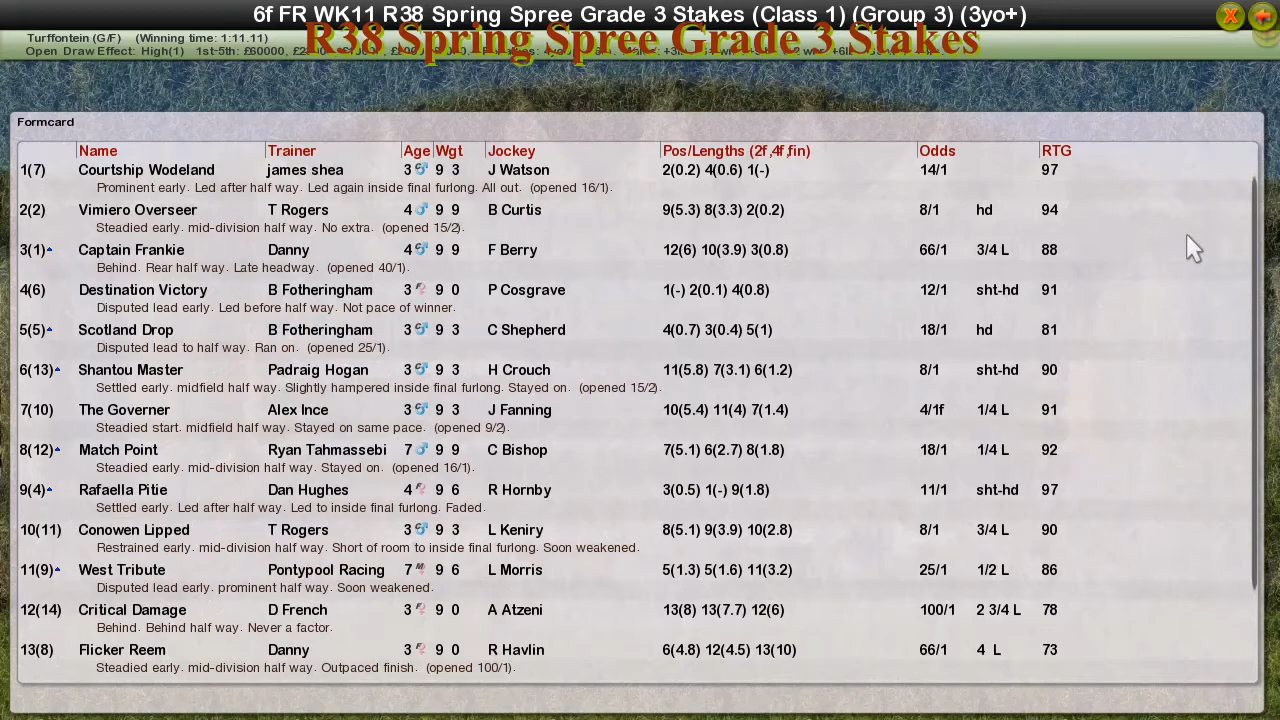 6f FR WK11 R38 Spring Spree Grade 3 Stakes (Class 1) (Group 3) (3yo+)
R38 Spring Spree Grade 3 Stakes
Turffontein (G/F) (Winning time: 1:11.11)
Open Draw Effect: High(1) 1st-5th: £60000,
Formcard
Name Trainer Age Wgt Jockey Pos/Lengths (2f,4f,fin) Odds RTG
1(7) Courtship Wodeland james shea 3 9 3 J Watson 2(0.2) 4(0.6) 1(-) 14/1 97
Prominent early. Led after half way. Led again inside final furlong. All out. (opened 16/1).
2(2) Vimiero Overseer T Rogers 4 9 9 B Curtis 9(5.3) 8(3.3) 2(0.2) 8/1 hd 94
Steadied early. mid-division half way. No extra. (opened 15/2).
3(1) Captain Frankie Danny 4 9 9 F Berry 12(6) 10(3.9) 3(0.8) 66/1 3/4 L 88
Behind. Rear half way. Late headway. (opened 40/1).
4(6) Destination Victory B Fotheringham 3 9 0 P Cosgrave 1(-) 2(0.1) 4(0.8) 12/1 sht-hd 91
Disputed lead early. Led before half way. Not pace of winner.
5(5) Scotland Drop B Fotheringham 3 9 3 C Shepherd 4(0.7) 3(0.4) 5(1) 18/1 hd 81
Disputed lead to half way. Ran on. (opened 25/1).
6(13) Shantou Master Padraig Hogan 3 9 3 H Crouch 11(5.8) 7(3.1) 6(1.2) 8/1 sht-hd 90
Settled early. midfield half way. Slightly hampered inside final furlong. Stayed on. (opened 15/2).
7(10) The Governer Alex Ince 3 9 3 J Fanning 10(5.4) 11(4) 7(1.4) 4/1f 1/4 L 91
Steadied start. midfield half way. Stayed on same pace. (opened 9/2).
8(12) Match Point Ryan Tahmassebi 7 9 9 C Bishop 7(5.1) 6(2.7) 8(1.8) 18/1 1/4 L 92
Steadied early. mid-division half way. Stayed on. (opened 16/1).
9(4) Rafaella Pitie Dan Hughes 4 9 6 R Hornby 3(0.5) 1(-) 9(1.8) 11/1 sht-hd 97
Settled early. Led after half way. Led to inside final furlong. Faded.
10(11) Conowen Lipped T Rogers 3 9 3 L Keniry 8(5.1) 9(3.9) 10(2.8) 8/1 3/4 L 90
Restrained early. mid-division half way. Short of room to inside final furlong. Soon weakened.
11(9) West Tribute Pontypool Racing 7 9 6 L Morris 5(1.3) 5(1.6) 11(3.2) 25/1 1/2 L 86
Disputed lead early. prominent half way. Soon weakened.
12(14) Critical Damage D French 3 9 0 A Atzeni 13(8) 13(7.7) 12(6) 100/1 2 3/4 L 78
Behind. Behind half way. Never a factor.
13(8) Flicker Reem Danny 3 9 0 R Havlin 6(4.8) 12(4.5) 13(10) 66/1 4 L 73
Steadied early. mid-division half way. Outpaced finish. (opened 100/1).